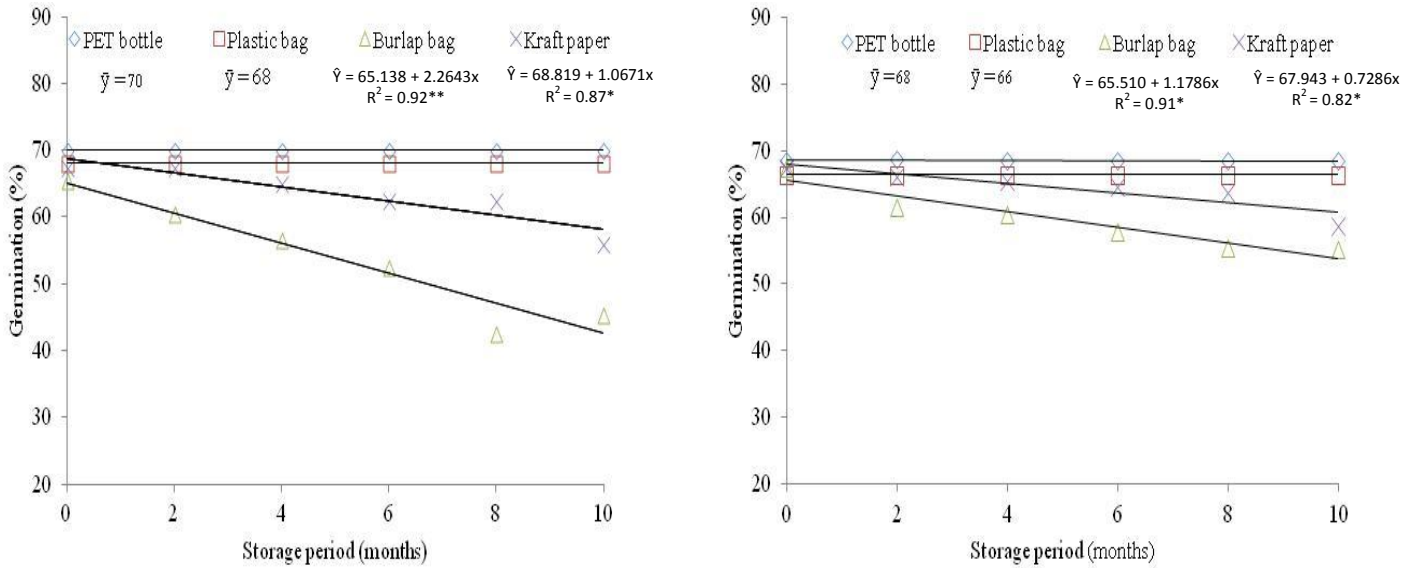 90
80
70
60
50
40
30
20
Germination (%)
PET bottle Plastic bag Burlap bag Kraft paper
ȳ=70 ȳ=68 Ŷ = 65.138 + 2.2643x Ŷ = 68.819 + 1.0671x
R² = 0.92** R² = 0.87*
0 2 4 6 8 10
Storage period (months)
90
80
70
60
50
40
30
20
Germination (%)
PET bottle Plastic bag Burlap bag Kraft paper
ȳ=68 ȳ=66 Ŷ = 65.510 + 1.1786x Ŷ = 67.943 + 0.7286x
R² = 0.91* R² = 0.82*
0 2 4 6 8 10
Storage period (months)